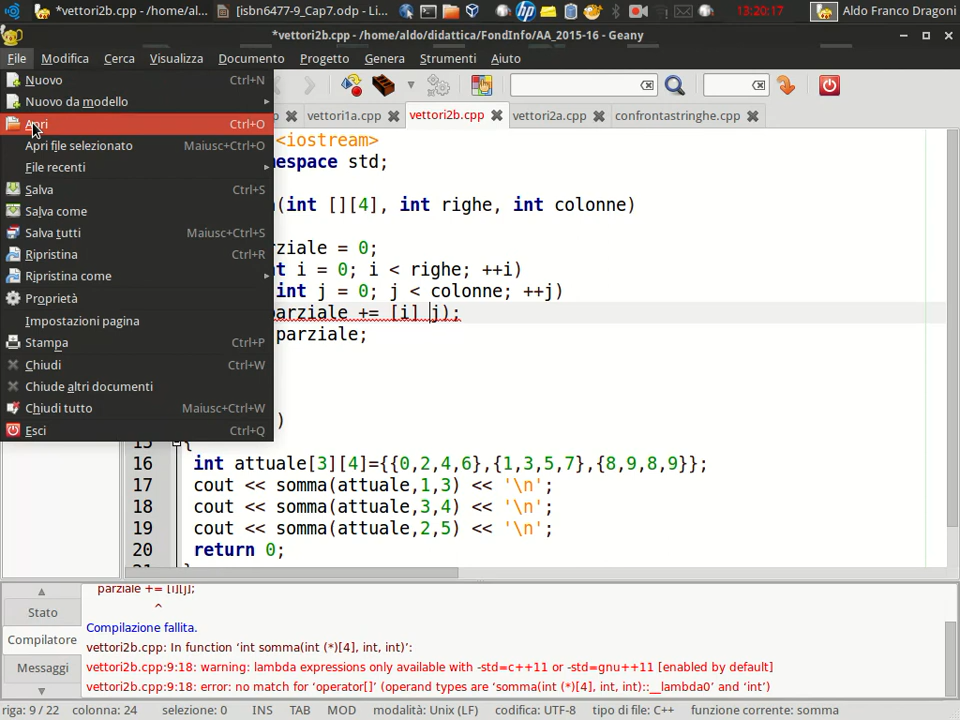 *vettori2b.cpp - /home/al...
[isbn6477-9_Cap7.odp - Li...
13:20:17
Aldo Franco Dragoni
*vettori2b.cpp - /home/aldo/didattica/FondInfo/AA_2015-16 - Geany
File Modifica Cerca Visualizza Documento Progetto Genera Strumenti Aiuto
Nuovo Ctrl+N
Nuovo da modello
Apri Ctrl+O
Apri file selezionato Maiusc+Ctrl+O
File recenti
Salva Ctrl+S
Salva come
Salva tutti Maiusc+Ctrl+S
Ripristina Ctrl+R
Ripristina come
Proprietà
Impostazioni pagina
Stampa Ctrl+P
Chiudi Ctrl+W
Chiude altri documenti
Chiudi tutto Maiusc+Ctrl+W
Esci Ctrl+Q
vettori1a.cpp vettori2b.cpp vettori2a.cpp confrontastringhe.cpp
<iostream>
mespace std;
(int [][4], int righe, int colonne)
rziale = 0;
t i = 0; i < righe; ++i)
int j = 0; j < colonne; ++j)
parziale += [i] j);
parziale;
)
15 {
16 int attuale[3][4]={{0,2,4,6},{1,3,5,7},{8,9,8,9}};
17 cout << somma(attuale,1,3) << '\n';
18 cout << somma(attuale,3,4) << '\n';
19 cout << somma(attuale,2,5) << '\n';
20 return 0;
Stato
Compilatore
Messaggi
parziale += [i][j];
^
Compilazione fallita.
vettori2b.cpp: In function ‘int somma(int (*)[4], int, int)’:
vettori2b.cpp:9:18: warning: lambda expressions only available with -std=c++11 or -std=gnu++11 [enabled by default]
vettori2b.cpp:9:18: error: no match for ‘operator[]’ (operand types are ‘somma(int (*)[4], int, int)::__lambda0’ and ‘int’)
riga: 9 / 22 colonna: 24 selezione: 0 INS TAB MOD modalità: Unix (LF) codifica: UTF-8 tipo di file: C++ funzione corrente: somma